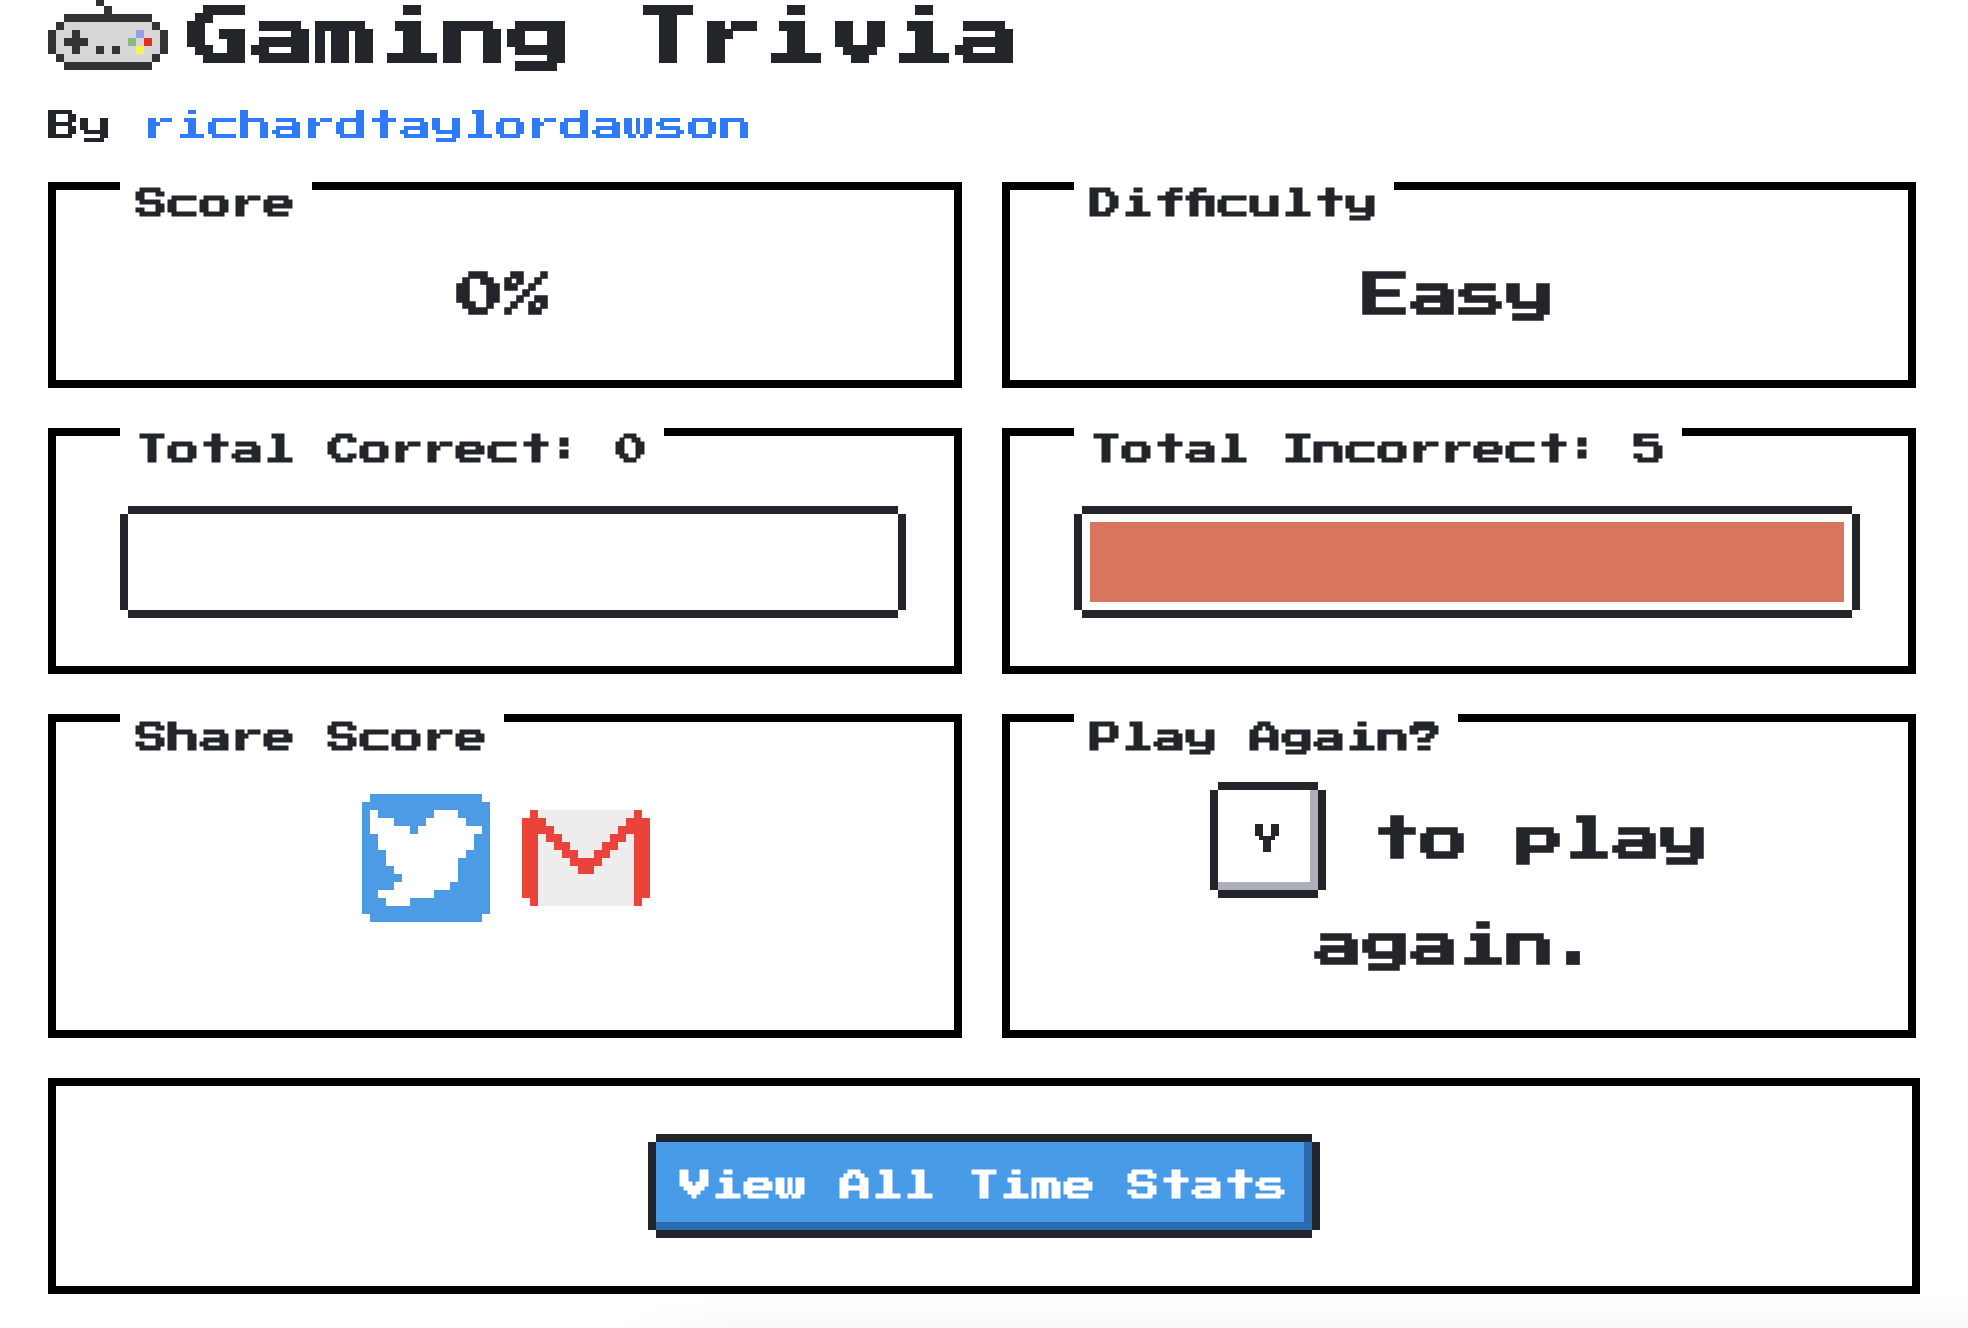 Gaming Trivia
By richardtaylordawson
Score
0%
Difficulty
Easy
Total Correct: 0
Total Incorrect: 5
Share Score
Play Again?
Y to play
again.
View All Time Stats